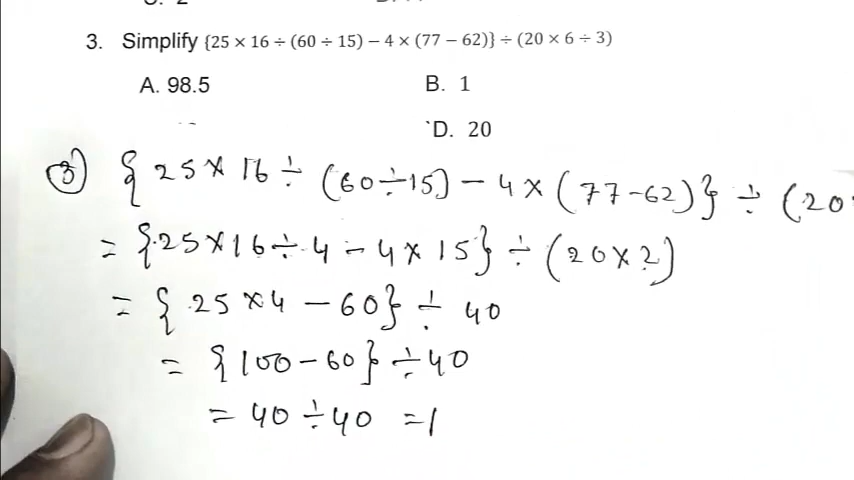 3. Simplify {25 × 16 ÷ (60 ÷ 15) − 4 × (77 − 62)} ÷ (20 × 6 ÷ 3)
A. 98.5 B. 1
D. 20
3) { 25 × 16 ÷ (60 ÷ 15) − 4 × (77 − 62)} ÷ (20
= {25 × 16 ÷ 4 − 4 × 15} ÷ (20 × 2)
= {25 × 4 − 60} ÷ 40
= {100 − 60} ÷ 40
= 40 ÷ 40 = 1